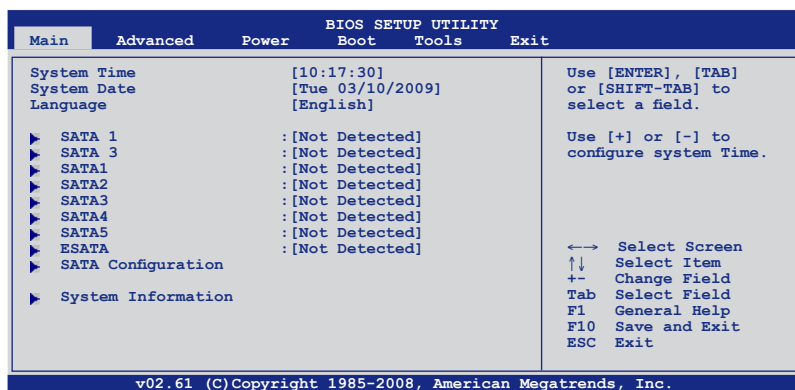 BIOS SETUP UTILITY
Main Advanced Power Boot Tools Exit
System Time [10:17:30]
System Date [Tue 03/10/2009]
Language [English]
SATA 1 :[Not Detected]
SATA 3 :[Not Detected]
SATA1 :[Not Detected]
SATA2 :[Not Detected]
SATA3 :[Not Detected]
SATA4 :[Not Detected]
SATA5 :[Not Detected]
ESATA :[Not Detected]
SATA Configuration
System Information
Use [ENTER], [TAB]
or [SHIFT-TAB] to
select a field.
Use [+] or [-] to
configure system Time.
←→ Select Screen
↑↓ Select Item
+- Change Field
Tab Select Field
F1 General Help
F10 Save and Exit
ESC Exit
v02.61 (C)Copyright 1985-2008, American Megatrends, Inc.